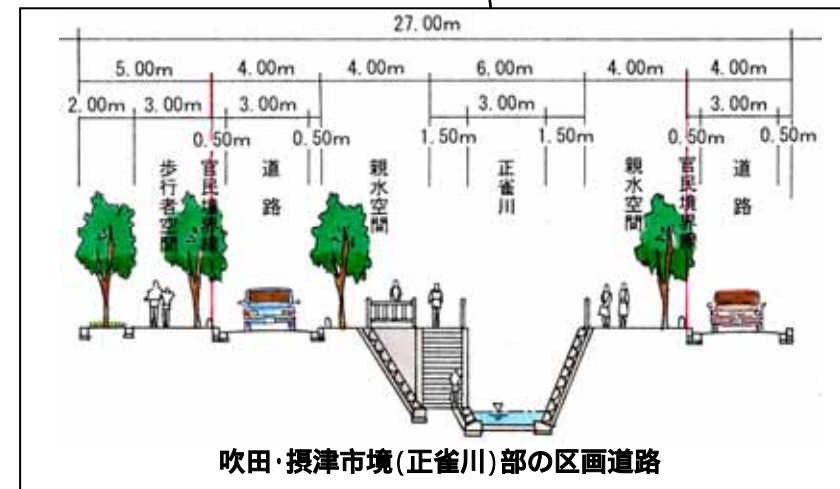 27.00m
5.00m 4.00m 4.00m 6.00m 4.00m 4.00m
2.00m 3.00m 3.00m 3.00m 3.00m
0.50m 0.50m 1.50m 1.50m 0.50m 0.50m
歩行者空間
官民境界線
道路
親水空間
正雀川
親水空間
官民境界線
道路
吹田・摂津市境(正雀川)部の区画道路